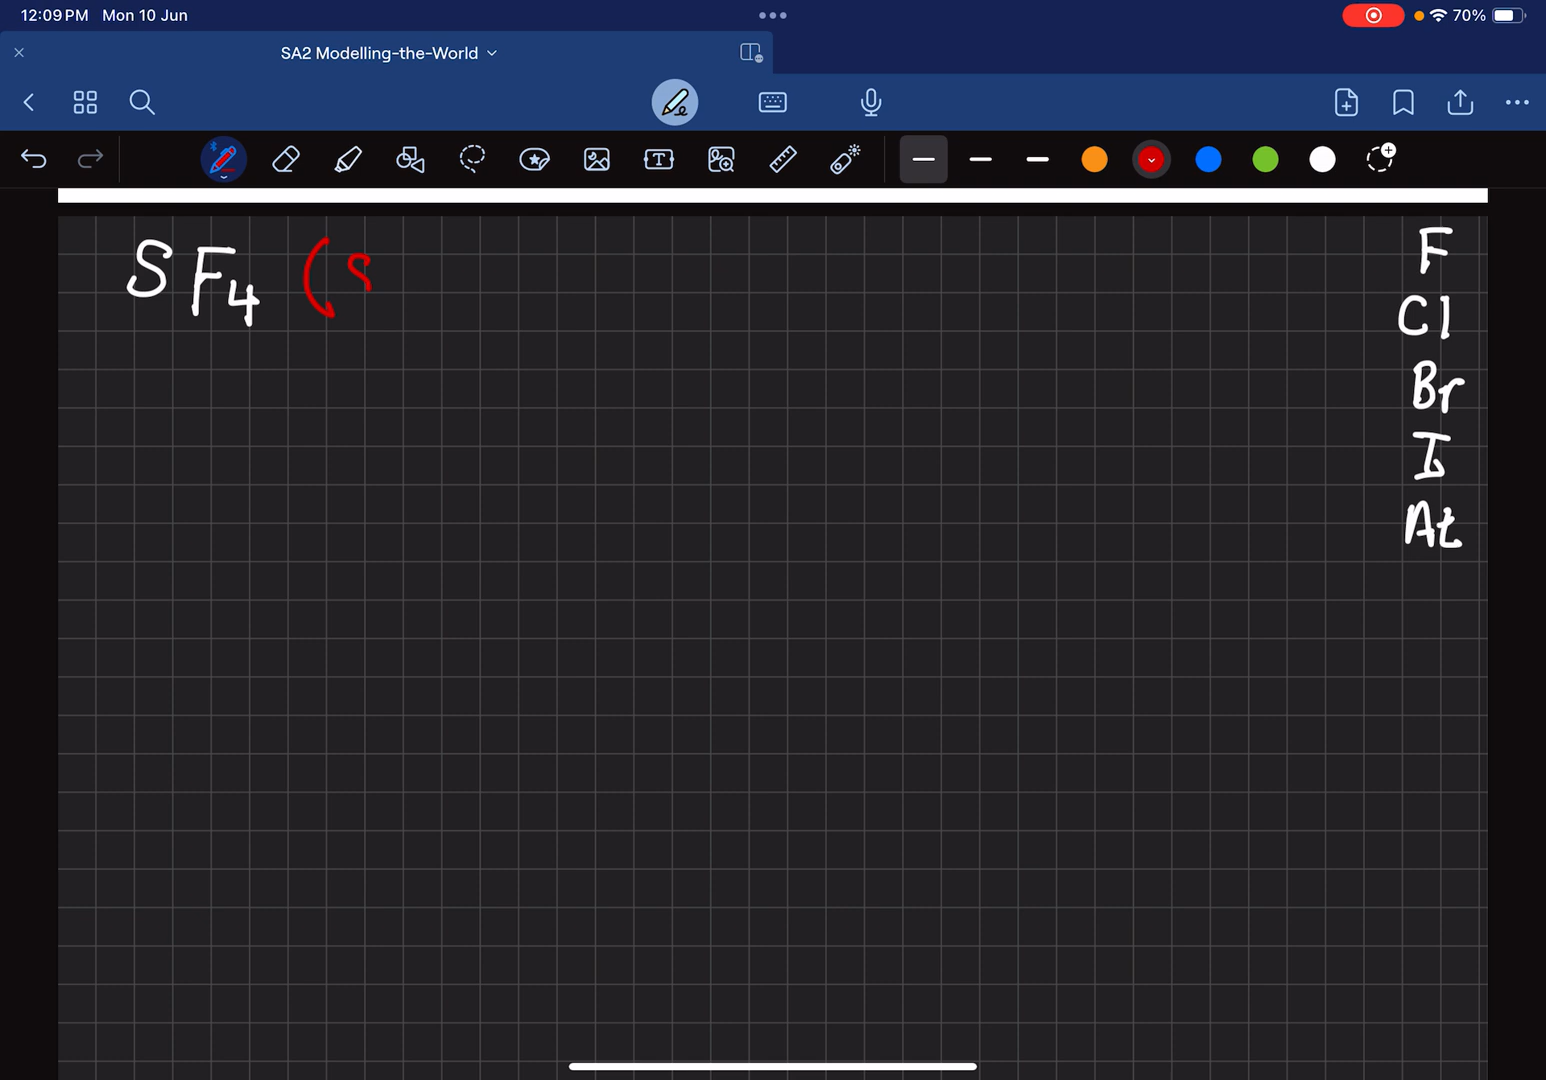 12:09 PM Mon 10 Jun
70%
SA2 Modelling-the-World
T
SF₄ (
F
Cl
Br
I
At